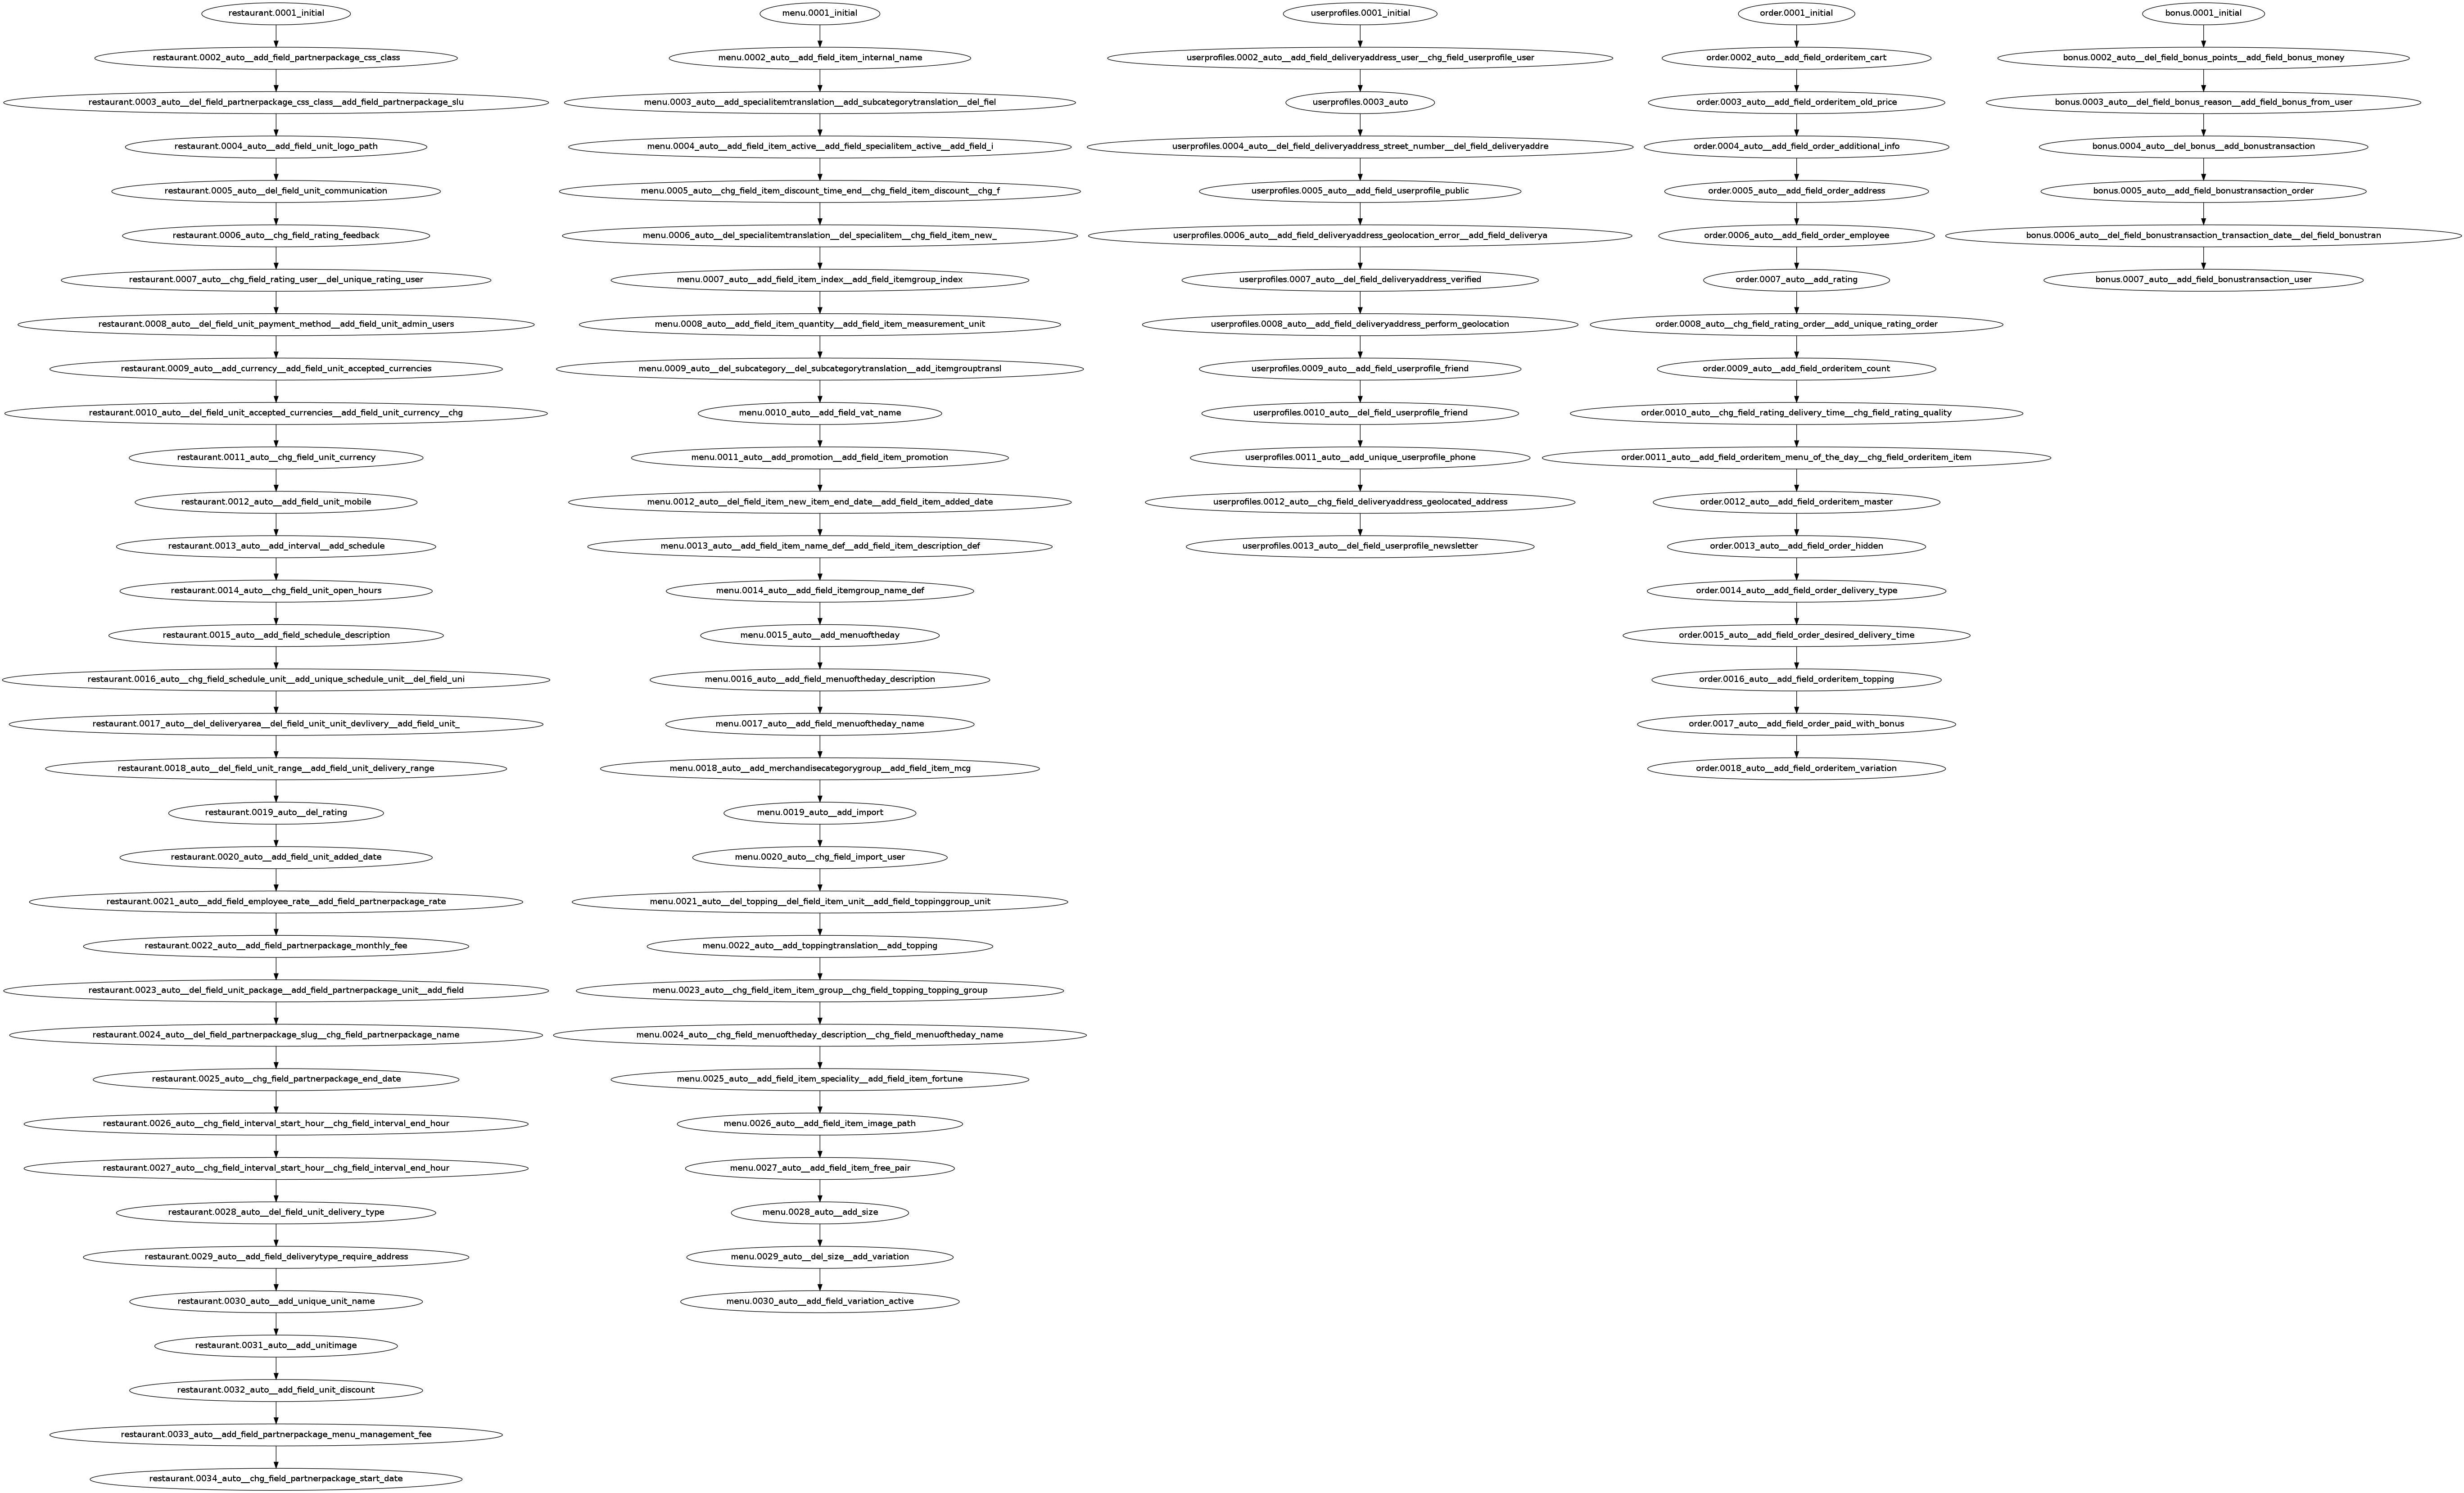 restaurant.0001_initial
restaurant.0002_auto__add_field_partnerpackage_css_class
restaurant.0003_auto__del_field_partnerpackage_css_class__add_field_partnerpackage_slu
restaurant.0004_auto__add_field_unit_logo_path
restaurant.0005_auto__del_field_unit_communication
restaurant.0006_auto__chg_field_rating_feedback
restaurant.0007_auto__chg_field_rating_user__del_unique_rating_user
restaurant.0008_auto__del_field_unit_payment_method__add_field_unit_admin_users
restaurant.0009_auto__add_currency__add_field_unit_accepted_currencies
restaurant.0010_auto__del_field_unit_accepted_currencies__add_field_unit_currency__chg
restaurant.0011_auto__chg_field_unit_currency
restaurant.0012_auto__add_field_unit_mobile
restaurant.0013_auto__add_interval__add_schedule
restaurant.0014_auto__chg_field_unit_open_hours
restaurant.0015_auto__add_field_schedule_description
restaurant.0016_auto__chg_field_schedule_unit__add_unique_schedule_unit__del_field_uni
restaurant.0017_auto__del_deliveryarea__del_field_unit_unit_devlivery__add_field_unit_
restaurant.0018_auto__del_field_unit_range__add_field_unit_delivery_range
restaurant.0019_auto__del_rating
restaurant.0020_auto__add_field_unit_added_date
restaurant.0021_auto__add_field_employee_rate__add_field_partnerpackage_rate
restaurant.0022_auto__add_field_partnerpackage_monthly_fee
restaurant.0023_auto__del_field_unit_package__add_field_partnerpackage_unit__add_field
restaurant.0024_auto__del_field_partnerpackage_slug__chg_field_partnerpackage_name
restaurant.0025_auto__chg_field_partnerpackage_end_date
restaurant.0026_auto__chg_field_interval_start_hour__chg_field_interval_end_hour
restaurant.0027_auto__chg_field_interval_start_hour__chg_field_interval_end_hour
restaurant.0028_auto__del_field_unit_delivery_type
restaurant.0029_auto__add_field_deliverytype_require_address
restaurant.0030_auto__add_unique_unit_name
restaurant.0031_auto__add_unitimage
restaurant.0032_auto__add_field_unit_discount
restaurant.0033_auto__add_field_partnerpackage_menu_management_fee
restaurant.0034_auto__chg_field_partnerpackage_start_date
menu.0001_initial
menu.0002_auto__add_field_item_internal_name
menu.0003_auto__add_specialitemtranslation__add_subcategorytranslation__del_fiel
menu.0004_auto__add_field_item_active__add_field_specialitem_active__add_field_i
menu.0005_auto__chg_field_item_discount_time_end__chg_field_item_discount__chg_f
menu.0006_auto__del_specialitemtranslation__del_specialitem__chg_field_item_new_
menu.0007_auto__add_field_item_index__add_field_itemgroup_index
menu.0008_auto__add_field_item_quantity__add_field_item_measurement_unit
menu.0009_auto__del_subcategory__del_subcategorytranslation__add_itemgrouptransl
menu.0010_auto__add_field_vat_name
menu.0011_auto__add_promotion__add_field_item_promotion
menu.0012_auto__del_field_item_new_item_end_date__add_field_item_added_date
menu.0013_auto__add_field_item_name_def__add_field_item_description_def
menu.0014_auto__add_field_itemgroup_name_def
menu.0015_auto__add_menuoftheday
menu.0016_auto__add_field_menuoftheday_description
menu.0017_auto__add_field_menuoftheday_name
menu.0018_auto__add_merchandisecategorygroup__add_field_item_mcg
menu.0019_auto__add_import
menu.0020_auto__chg_field_import_user
menu.0021_auto__del_topping__del_field_item_unit__add_field_toppinggroup_unit
menu.0022_auto__add_toppingtranslation__add_topping
menu.0023_auto__chg_field_item_item_group__chg_field_topping_topping_group
menu.0024_auto__chg_field_menuoftheday_description__chg_field_menuoftheday_name
menu.0025_auto__add_field_item_speciality__add_field_item_fortune
menu.0026_auto__add_field_item_image_path
menu.0027_auto__add_field_item_free_pair
menu.0028_auto__add_size
menu.0029_auto__del_size__add_variation
menu.0030_auto__add_field_variation_active
userprofiles.0001_initial
userprofiles.0002_auto__add_field_deliveryaddress_user__chg_field_userprofile_user
userprofiles.0003_auto
userprofiles.0004_auto__del_field_deliveryaddress_street_number__del_field_deliveryaddre
userprofiles.0005_auto__add_field_userprofile_public
userprofiles.0006_auto__add_field_deliveryaddress_geolocation_error__add_field_deliverya
userprofiles.0007_auto__del_field_deliveryaddress_verified
userprofiles.0008_auto__add_field_deliveryaddress_perform_geolocation
userprofiles.0009_auto__add_field_userprofile_friend
userprofiles.0010_auto__del_field_userprofile_friend
userprofiles.0011_auto__add_unique_userprofile_phone
userprofiles.0012_auto__chg_field_deliveryaddress_geolocated_address
userprofiles.0013_auto__del_field_userprofile_newsletter
order.0001_initial
order.0002_auto__add_field_orderitem_cart
order.0003_auto__add_field_orderitem_old_price
order.0004_auto__add_field_order_additional_info
order.0005_auto__add_field_order_address
order.0006_auto__add_field_order_employee
order.0007_auto__add_rating
order.0008_auto__chg_field_rating_order__add_unique_rating_order
order.0009_auto__add_field_orderitem_count
order.0010_auto__chg_field_rating_delivery_time__chg_field_rating_quality
order.0011_auto__add_field_orderitem_menu_of_the_day__chg_field_orderitem_item
order.0012_auto__add_field_orderitem_master
order.0013_auto__add_field_order_hidden
order.0014_auto__add_field_order_delivery_type
order.0015_auto__add_field_order_desired_delivery_time
order.0016_auto__add_field_orderitem_topping
order.0017_auto__add_field_order_paid_with_bonus
order.0018_auto__add_field_orderitem_variation
bonus.0001_initial
bonus.0002_auto__del_field_bonus_points__add_field_bonus_money
bonus.0003_auto__del_field_bonus_reason__add_field_bonus_from_user
bonus.0004_auto__del_bonus__add_bonustransaction
bonus.0005_auto__add_field_bonustransaction_order
bonus.0006_auto__del_field_bonustransaction_transaction_date__del_field_bonustran
bonus.0007_auto__add_field_bonustransaction_user